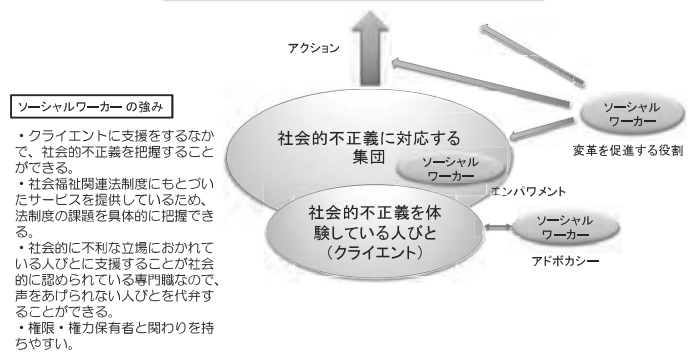 アクション
ソーシャルワーカーの強み
・クライエントに支援をするなか
で、社会的不正義を把握すること
ができる。
・社会福祉関連法制度にもとづい
たサービスを提供しているため、
法制度の課題を具体的に把握でき
る。
・社会的に不利な立場におかれて
いる人びとに支援することが社会
的に認められている専門職なので、
声をあげられない人びとを代弁す
ることができる。
・権限・権力保有者と関わりを持
ちやすい。
社会的不正義に対応する
集団
ソーシャル
ワーカー
エンパワメント
社会的不正義を体
験している人びと
（クライエント）
ソーシャル
ワーカー
変革を促進する役割
ソーシャル
ワーカー
アドボカシー